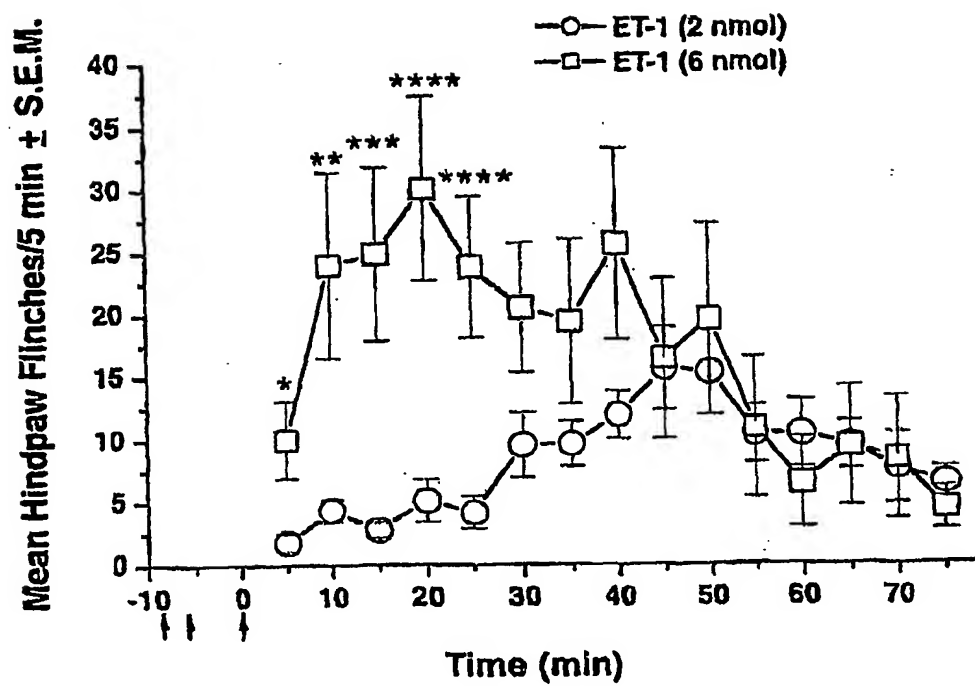 ET-1 (2 nmol)
ET-1 (6 nmol)
Mean Hindpaw Flinches/5 min ± S.E.M.
40
35
30
25
20
15
10
5
0
*
**
***
****
****
-10 0 10 20 30 40 50 60 70
Time (min)